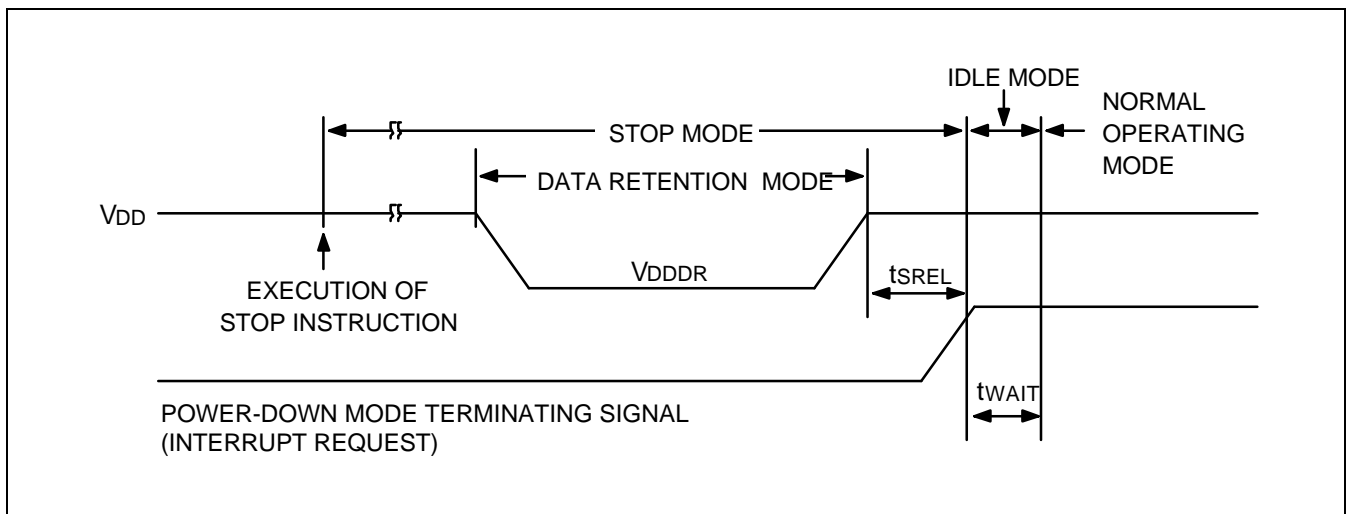 IDLE MODE
NORMAL
OPERATING
MODE
STOP MODE
DATA RETENTION MODE
VDD
VDDDR
tSREL
EXECUTION OF
STOP INSTRUCTION
tWAIT
POWER-DOWN MODE TERMINATING SIGNAL
(INTERRUPT REQUEST)